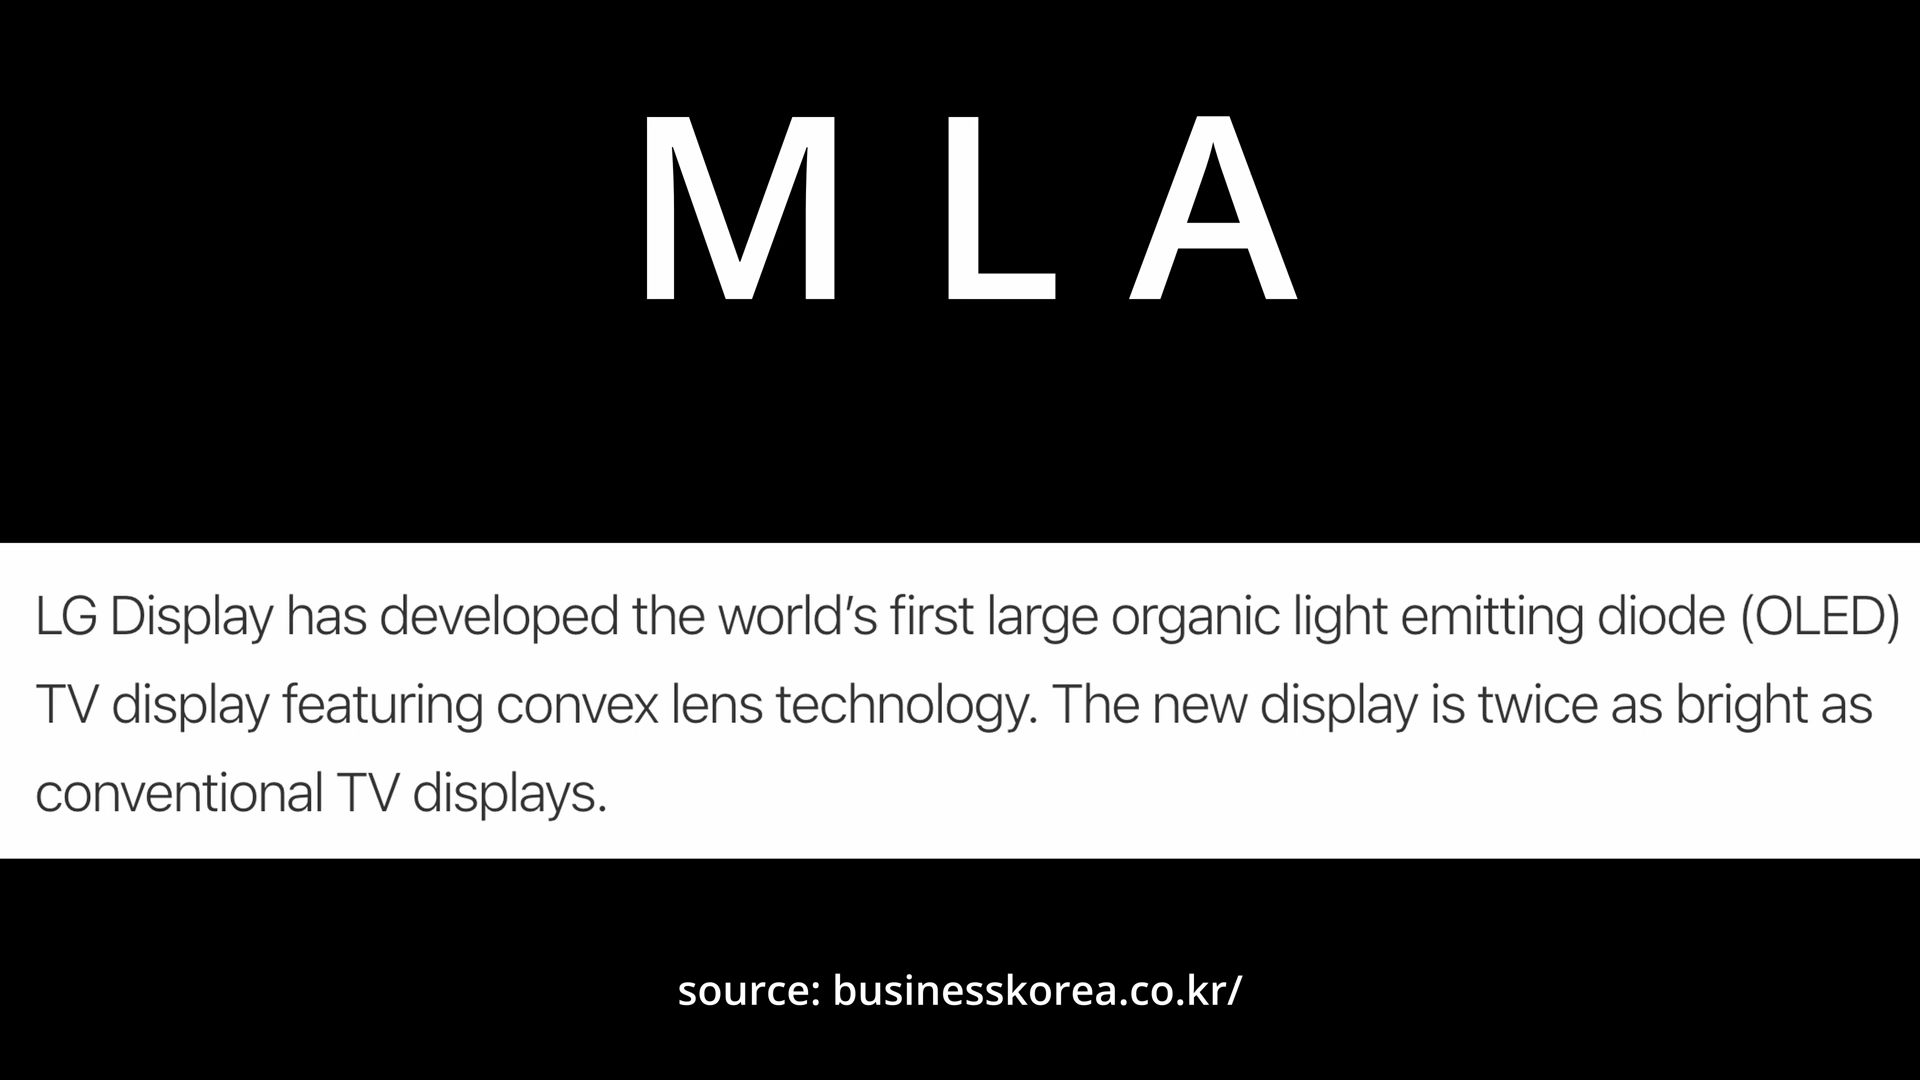 M L A
LG Display has developed the world’s first large organic light emitting diode (OLED)
TV display featuring convex lens technology. The new display is twice as bright as
conventional TV displays.
source: businesskorea.co.kr/